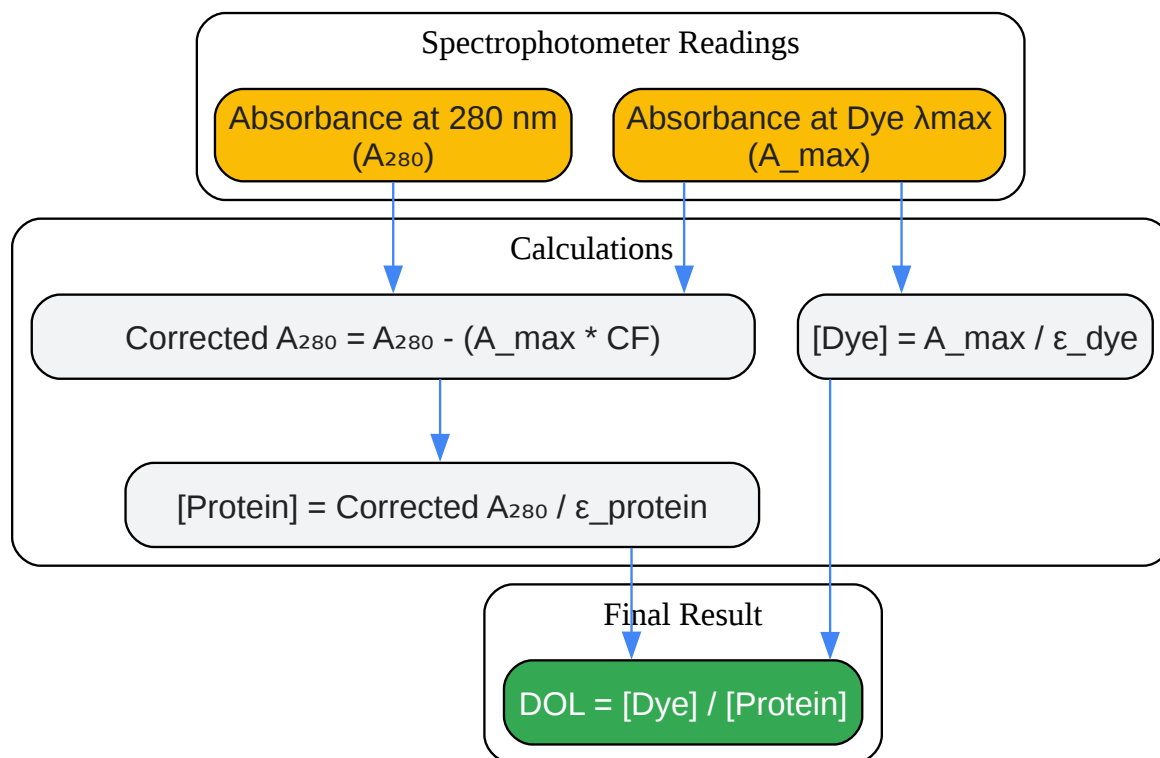 Spectrophotometer Readings
Absorbance at 280 nm
(A₂₈₀)
Absorbance at Dye λmax
(A_max)
Calculations
Corrected A₂₈₀ = A₂₈₀ - (A_max * CF)
[Dye] = A_max / ε_dye
[Protein] = Corrected A₂₈₀ / ε_protein
Final Result
DOL = [Dye] / [Protein]